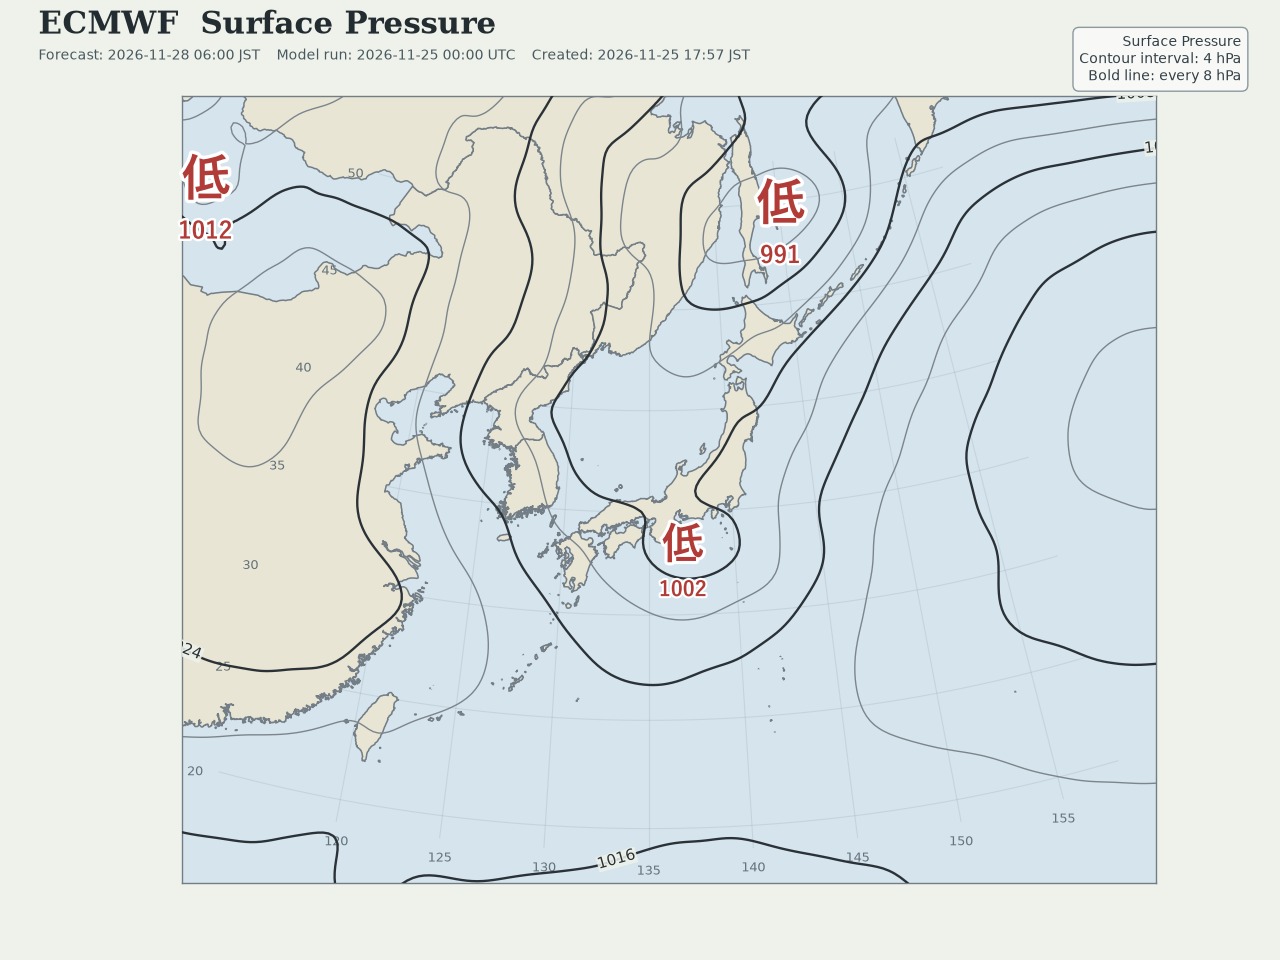 ECMWF  Surface Pressure
Forecast: 2026-11-28 06:00 JST    Model run: 2026-11-25 00:00 UTC    Created: 2026-11-25 17:57 JST
Surface Pressure
Contour interval: 4 hPa
Bold line: every 8 hPa
低
1012
50
低
991
45
40
35
低
1002
30
24
25
20
155
120
150
125
1016
145
130
135
140